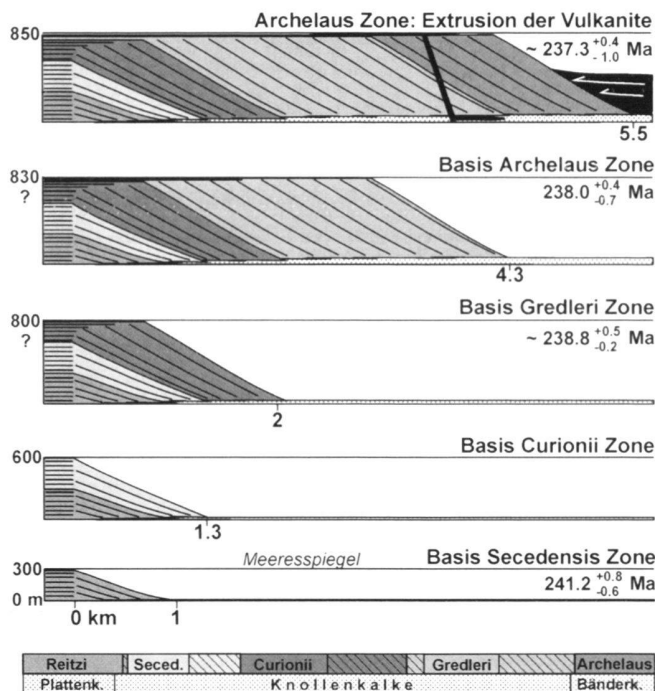 Archelaus Zone: Extrusion der Vulkanite
850
~ 237.3 +0.4 -1.0 Ma
5.5
Basis Archelaus Zone
830
?
238.0 +0.4 -0.7 Ma
4.3
Basis Gredleri Zone
800
?
~ 238.8 +0.5 -0.2 Ma
2
Basis Curionii Zone
600
1.3
Meeresspiegel
Basis Secedensis Zone
300
241.2 +0.8 -0.6 Ma
0 m
0 km 1
Reitzi Seced. Curionii Gredleri Archelaus
Plattenk. Knollenkalke Bänderk.